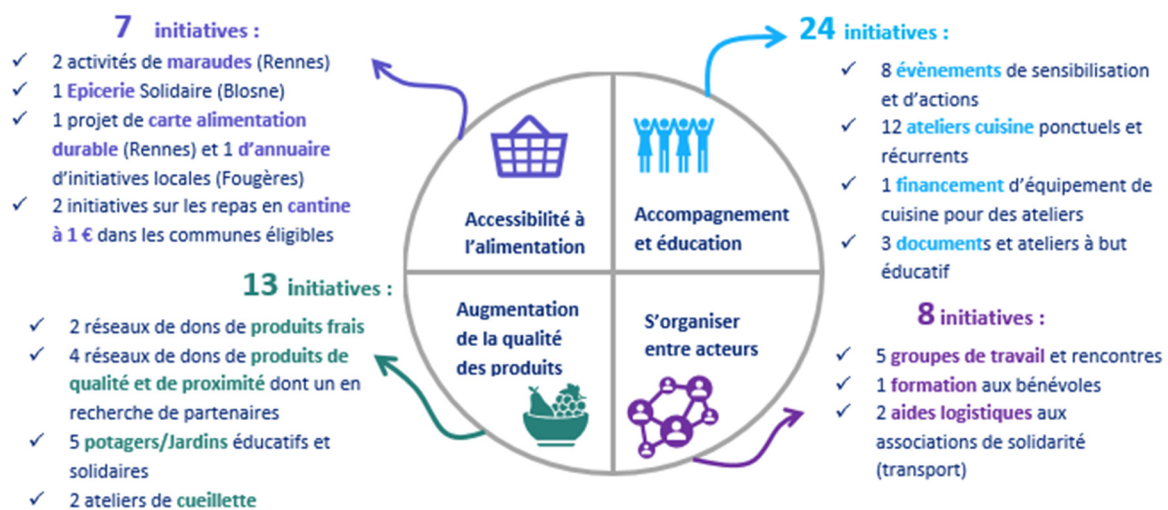 7 initiatives :
✓ 2 activités de maraudes (Rennes)
✓ 1 Epicerie Solidaire (Blosne)
✓ 1 projet de carte alimentation
durable (Rennes) et 1 d'annuaire
d'initiatives locales (Fougères)
✓ 2 initiatives sur les repas en cantine
à 1 € dans les communes éligibles
24 initiatives :
✓ 8 évènements de sensibilisation
et d'actions
✓ 12 ateliers cuisine ponctuels et
récurrents
✓ 1 financement d'équipement de
cuisine pour des ateliers
✓ 3 documents et ateliers à but
éducatif
Accessibilité à
l'alimentation
Accompagnement
et éducation
Augmentation
de la qualité
des produits
S'organiser
entre acteurs
13 initiatives :
✓ 2 réseaux de dons de produits frais
✓ 4 réseaux de dons de produits de
qualité et de proximité dont un en
recherche de partenaires
✓ 5 potagers/Jardins éducatifs et
solidaires
✓ 2 ateliers de cueillette
8 initiatives :
✓ 5 groupes de travail et rencontres
✓ 1 formation aux bénévoles
✓ 2 aides logistiques aux
associations de solidarité
(transport)